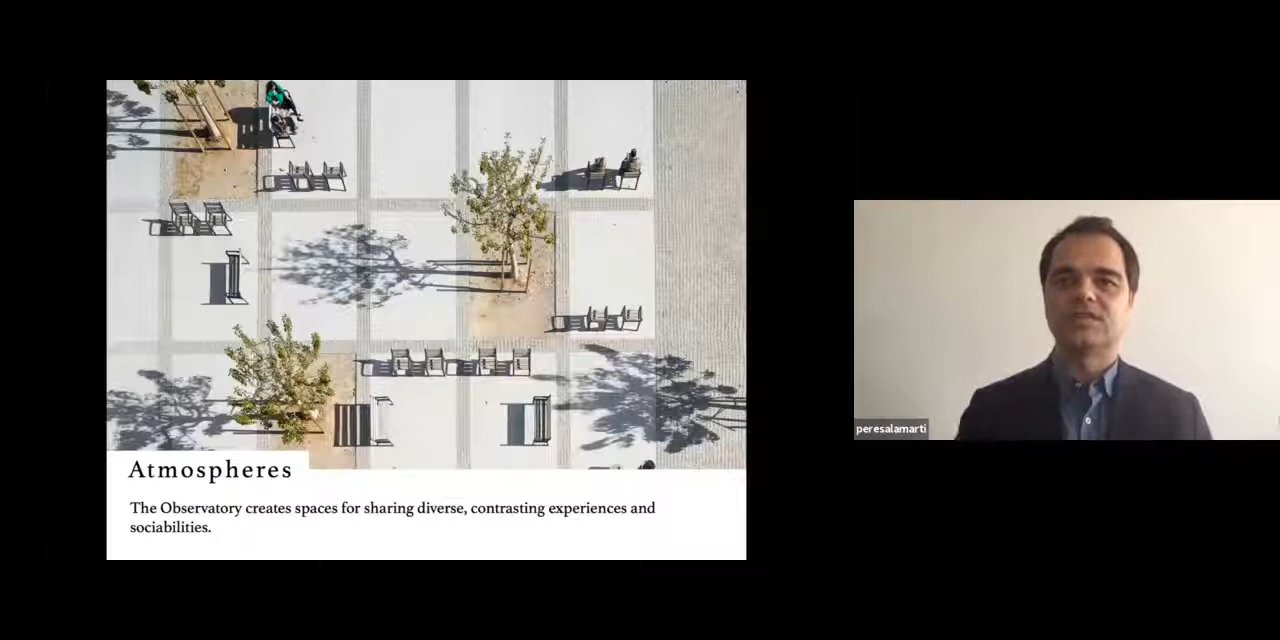 Atmospheres
The Observatory creates spaces for sharing diverse, contrasting experiences and
sociabilities.
peresalamarti